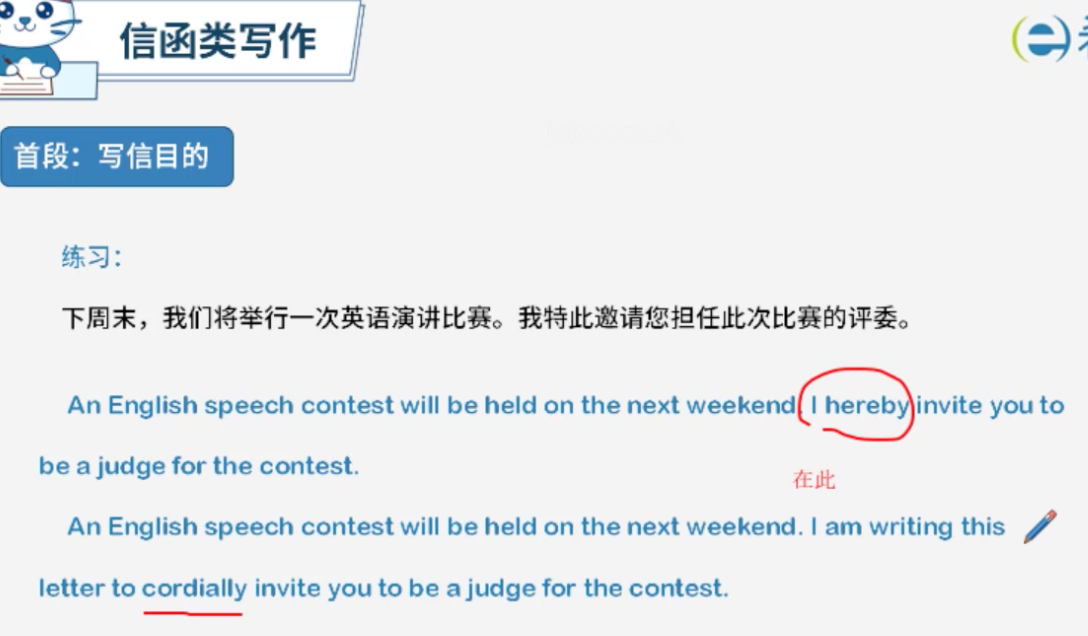 信函类写作
首段：写信目的
练习：
下周末，我们将举行一次英语演讲比赛。我特此邀请您担任此次比赛的评委。
An English speech contest will be held on the next weekend. I hereby invite you to
be a judge for the contest.
在此
An English speech contest will be held on the next weekend. I am writing this
letter to cordially invite you to be a judge for the contest.